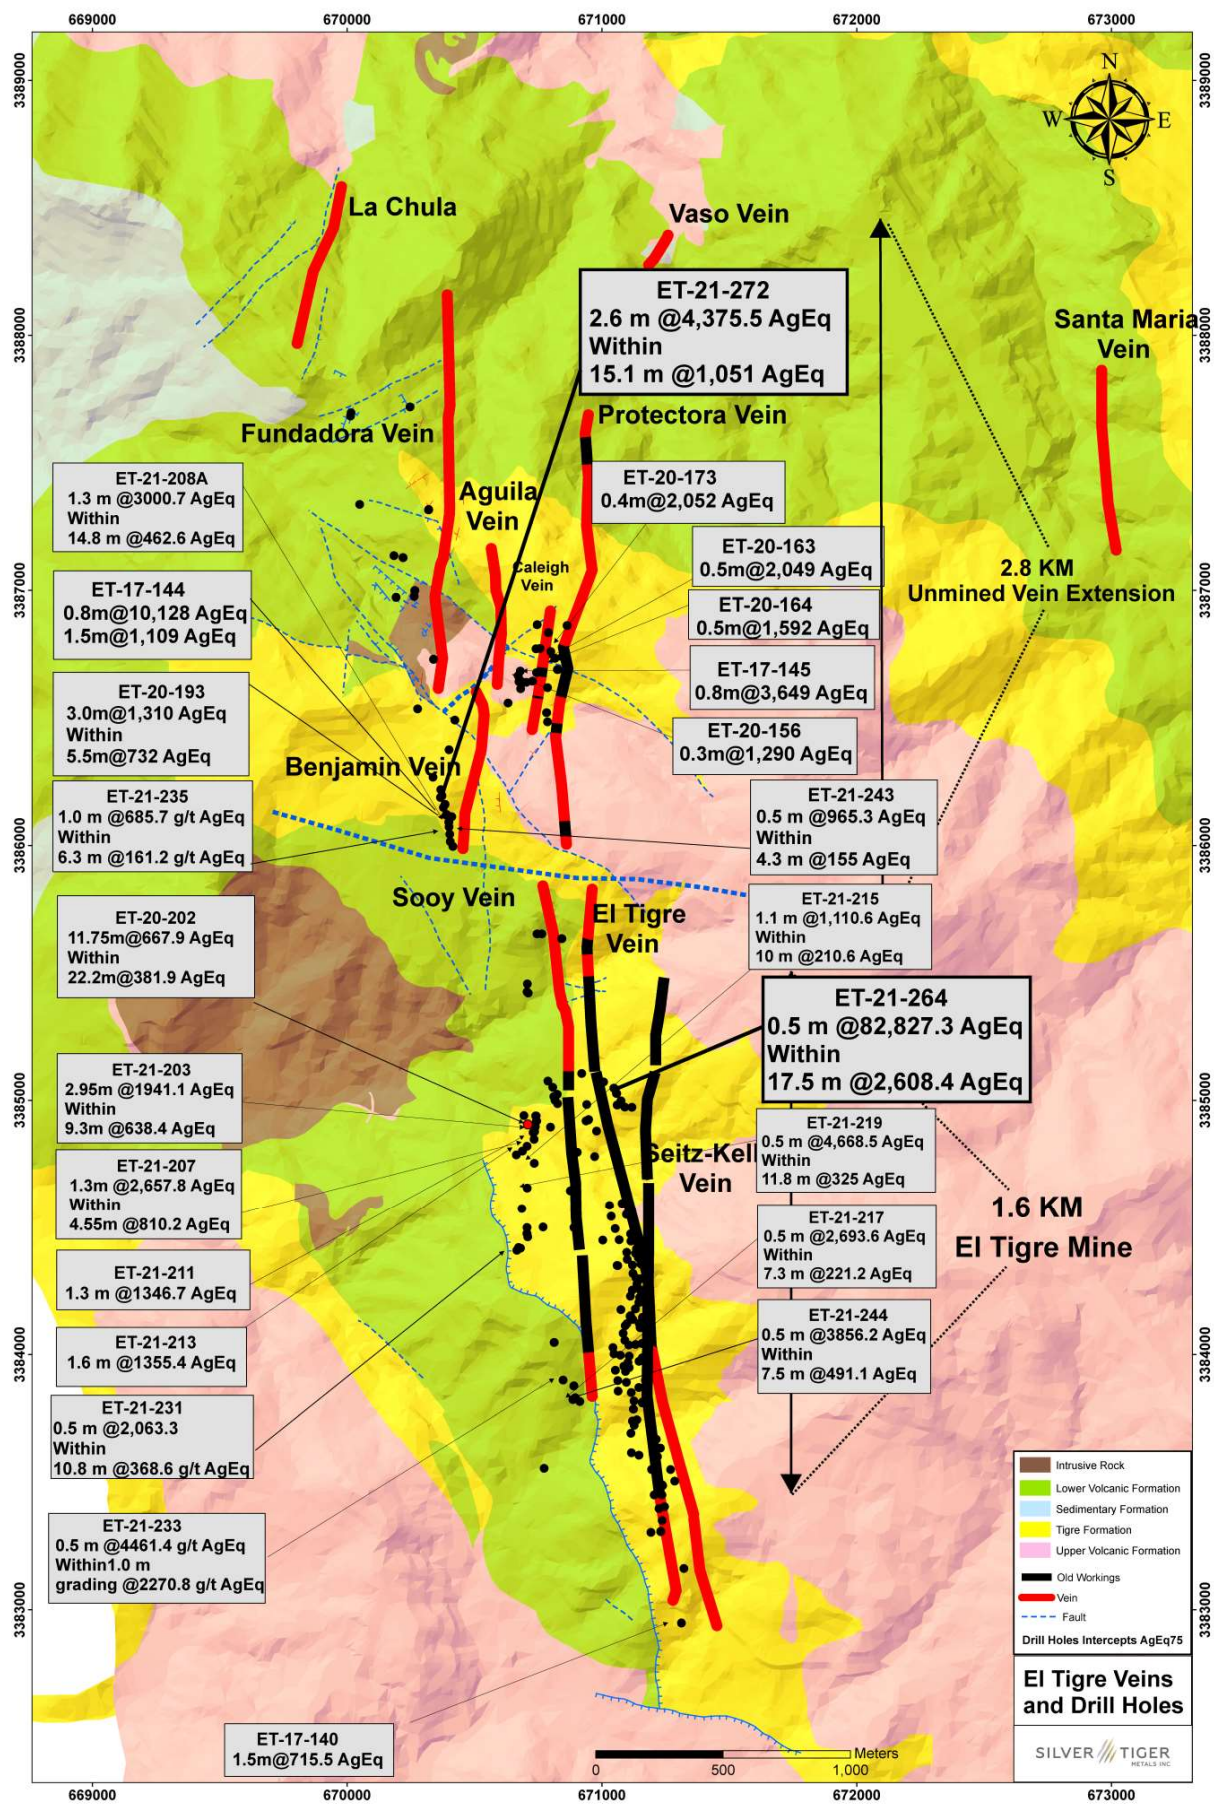 669000
670000
671000
672000
673000
3389000
3389000
N
W
E
S
La Chula
Vaso Vein
ET-21-272
2.6 m @4,375.5 AgEq
Within
15.1 m @1,051 AgEq
3388000
3388000
Santa Maria
Vein
Fundadora Vein
Protectora Vein
ET-21-208A
1.3 m @3000.7 AgEq
Within
14.8 m @462.6 AgEq
Aguila
Vein
ET-20-173
0.4m@2,052 AgEq
ET-20-163
0.5m@2,049 AgEq
Caleigh
Vein
2.8 KM
Unmined Vein Extension
3387000
3387000
ET-17-144
0.8m@10,128 AgEq
1.5m@1,109 AgEq
ET-20-164
0.5m@1,592 AgEq
ET-17-145
0.8m@3,649 AgEq
ET-20-193
3.0m@1,310 AgEq
Within
5.5m@732 AgEq
ET-20-156
0.3m@1,290 AgEq
Benjamin Vein
ET-21-235
1.0 m @685.7 g/t AgEq
Within
6.3 m @161.2 g/t AgEq
ET-21-243
0.5 m @965.3 AgEq
Within
4.3 m @155 AgEq
3386000
3386000
Sooy Vein
El Tigre
Vein
ET-21-215
1.1 m @1,110.6 AgEq
Within
10 m @210.6 AgEq
ET-20-202
11.75m@667.9 AgEq
Within
22.2m@381.9 AgEq
ET-21-264
0.5 m @82,827.3 AgEq
Within
17.5 m @2,608.4 AgEq
3385000
3385000
ET-21-203
2.95m @1941.1 AgEq
Within
9.3m @638.4 AgEq
ET-21-219
0.5 m @4,668.5 AgEq
Within
11.8 m @325 AgEq
Seitz-Kell
Vein
ET-21-207
1.3m @2,657.8 AgEq
Within
4.55m @810.2 AgEq
1.6 KM
El Tigre Mine
ET-21-217
0.5 m @2,693.6 AgEq
Within
7.3 m @221.2 AgEq
ET-21-211
1.3 m @1346.7 AgEq
ET-21-213
1.6 m @1355.4 AgEq
ET-21-244
0.5 m @3856.2 AgEq
Within
7.5 m @491.1 AgEq
3384000
3384000
ET-21-231
0.5 m @2,063.3
Within
10.8 m @368.6 g/t AgEq
ET-21-233
0.5 m @4461.4 g/t AgEq
Within1.0 m
grading @2270.8 g/t AgEq
Intrusive Rock
Lower Volcanic Formation
Sedimentary Formation
Tigre Formation
Upper Volcanic Formation
Old Workings
Vein
Fault
Drill Holes Intercepts AgEq75
3383000
3383000
El Tigre Veins
and Drill Holes
ET-17-140
1.5m@715.5 AgEq
Meters
0
500
1,000
SILVER TIGER
METALS INC
669000
670000
671000
672000
673000